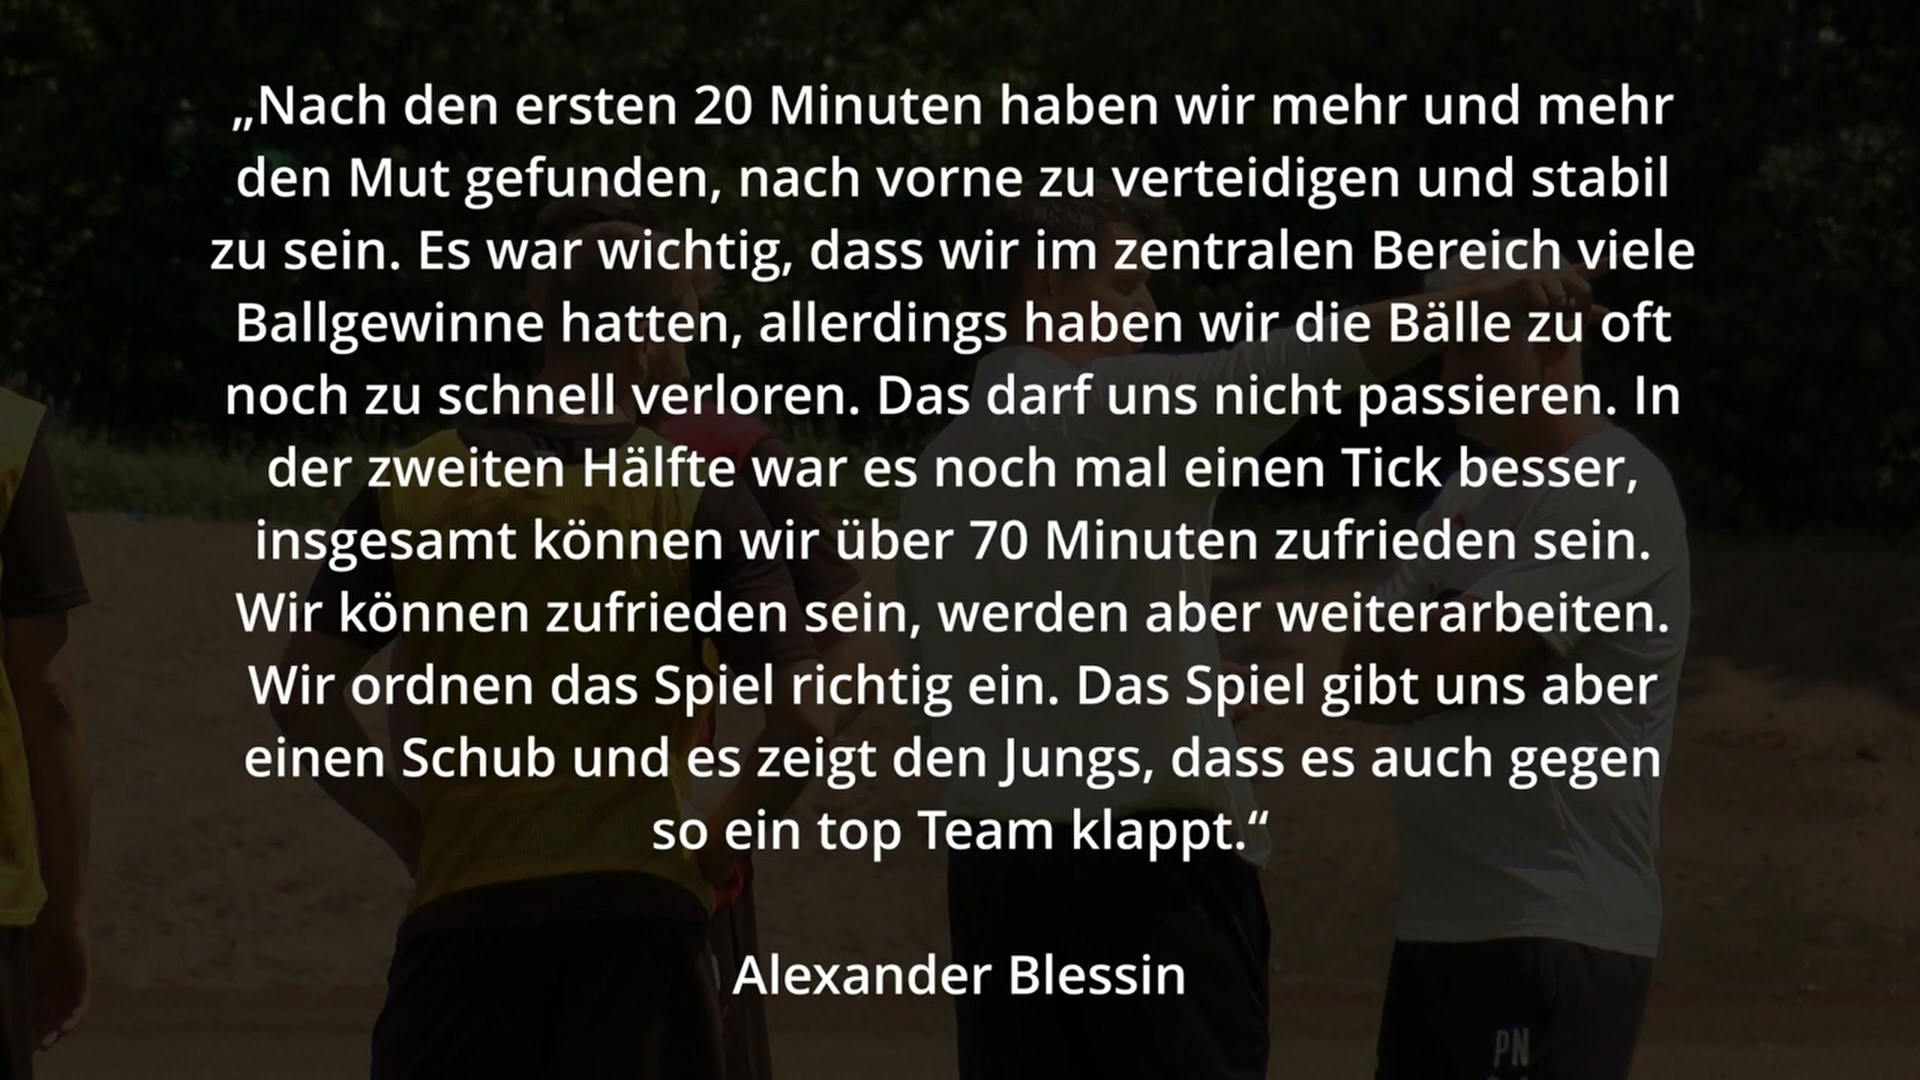 „Nach den ersten 20 Minuten haben wir mehr und mehr
den Mut gefunden, nach vorne zu verteidigen und stabil
zu sein. Es war wichtig, dass wir im zentralen Bereich viele
Ballgewinne hatten, allerdings haben wir die Bälle zu oft
noch zu schnell verloren. Das darf uns nicht passieren. In
der zweiten Hälfte war es noch mal einen Tick besser,
insgesamt können wir über 70 Minuten zufrieden sein.
Wir können zufrieden sein, werden aber weiterarbeiten.
Wir ordnen das Spiel richtig ein. Das Spiel gibt uns aber
einen Schub und es zeigt den Jungs, dass es auch gegen
so ein top Team klappt.“
Alexander Blessin
PN